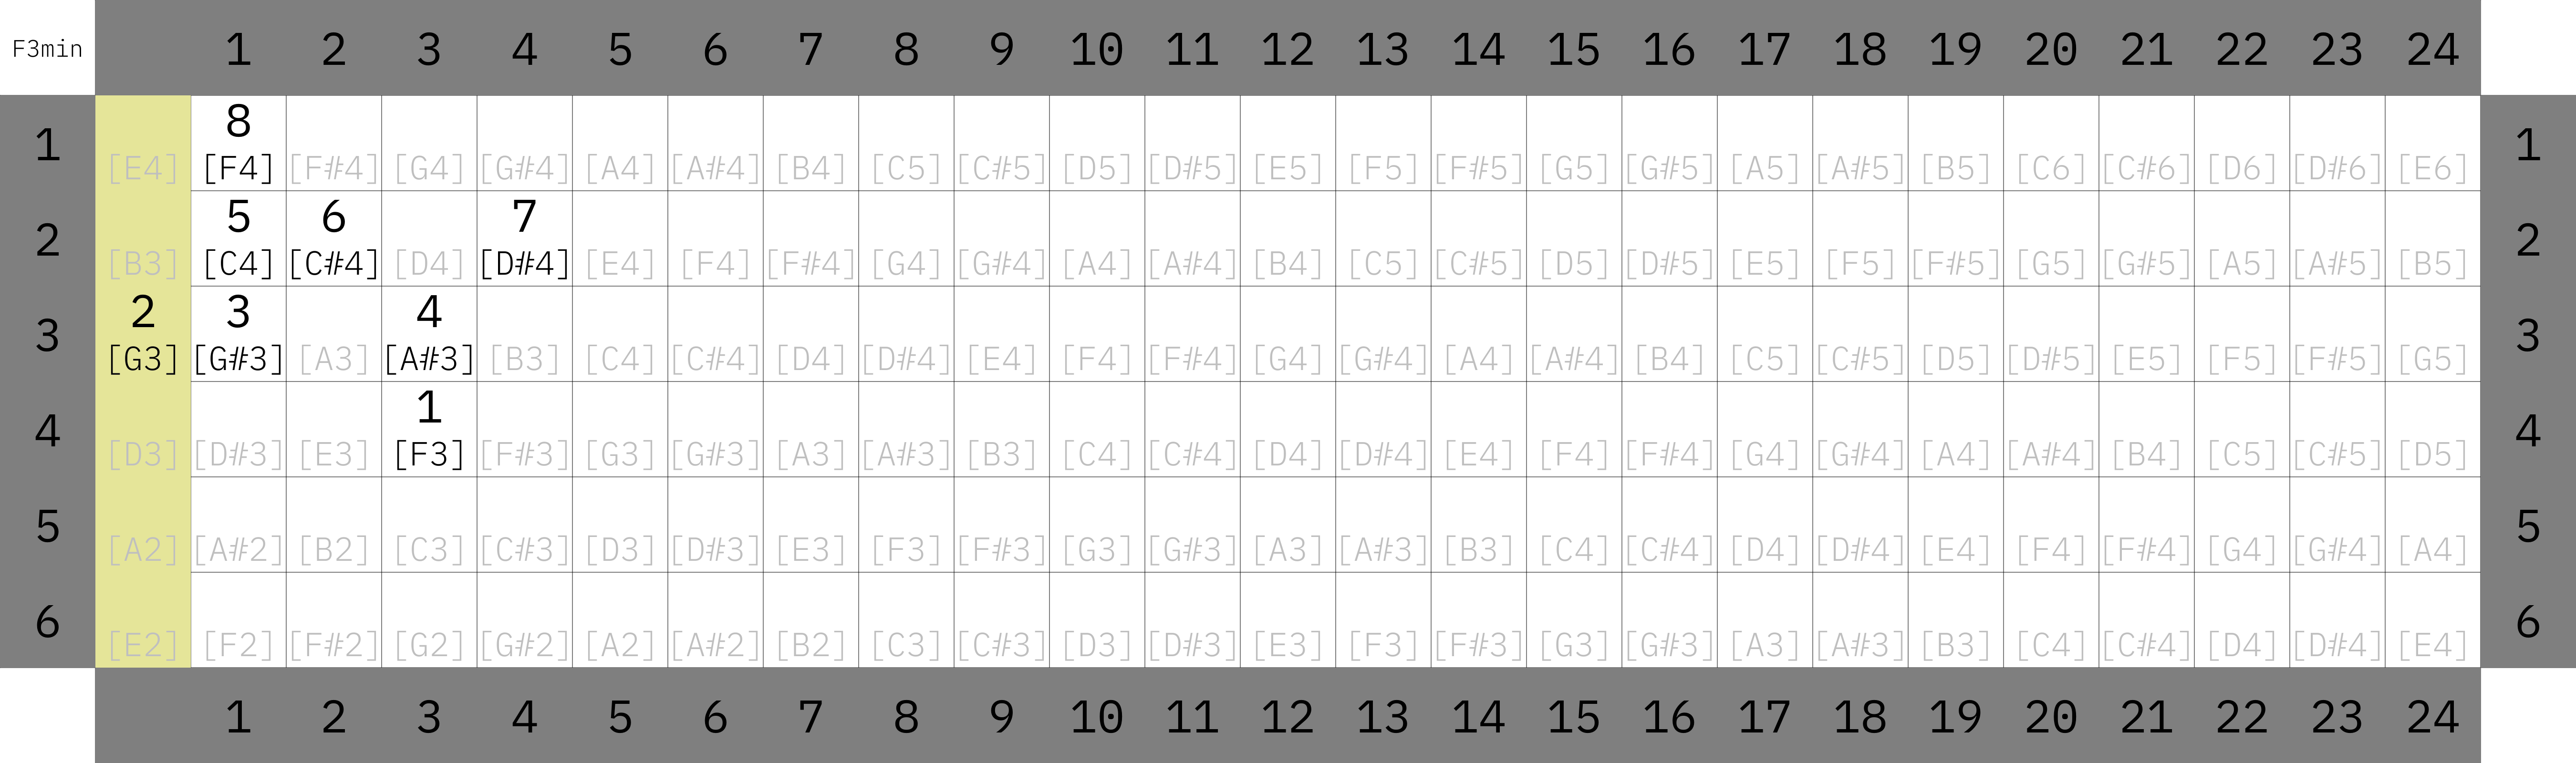 F3min 1 2 3 4 5 6 7 8 9 10 11 12 13 14 15 16 17 18 19 20 21 22 23 24
8
1 [E4] [F4] [F#4] [G4] [G#4] [A4] [A#4] [B4] [C5] [C#5] [D5] [D#5] [E5] [F5] [F#5] [G5] [G#5] [A5] [A#5] [B5] [C6] [C#6] [D6] [D#6] [E6] 1
5 6 7
2 [B3] [C4] [C#4] [D4] [D#4] [E4] [F4] [F#4] [G4] [G#4] [A4] [A#4] [B4] [C5] [C#5] [D5] [D#5] [E5] [F5] [F#5] [G5] [G#5] [A5] [A#5] [B5] 2
2 3 4
3 [G3] [G#3] [A3] [A#3] [B3] [C4] [C#4] [D4] [D#4] [E4] [F4] [F#4] [G4] [G#4] [A4] [A#4] [B4] [C5] [C#5] [D5] [D#5] [E5] [F5] [F#5] [G5] 3
1
4 [D3] [D#3] [E3] [F3] [F#3] [G3] [G#3] [A3] [A#3] [B3] [C4] [C#4] [D4] [D#4] [E4] [F4] [F#4] [G4] [G#4] [A4] [A#4] [B4] [C5] [C#5] [D5] 4
5 [A2] [A#2] [B2] [C3] [C#3] [D3] [D#3] [E3] [F3] [F#3] [G3] [G#3] [A3] [A#3] [B3] [C4] [C#4] [D4] [D#4] [E4] [F4] [F#4] [G4] [G#4] [A4] 5
6 [E2] [F2] [F#2] [G2] [G#2] [A2] [A#2] [B2] [C3] [C#3] [D3] [D#3] [E3] [F3] [F#3] [G3] [G#3] [A3] [A#3] [B3] [C4] [C#4] [D4] [D#4] [E4] 6
1 2 3 4 5 6 7 8 9 10 11 12 13 14 15 16 17 18 19 20 21 22 23 24